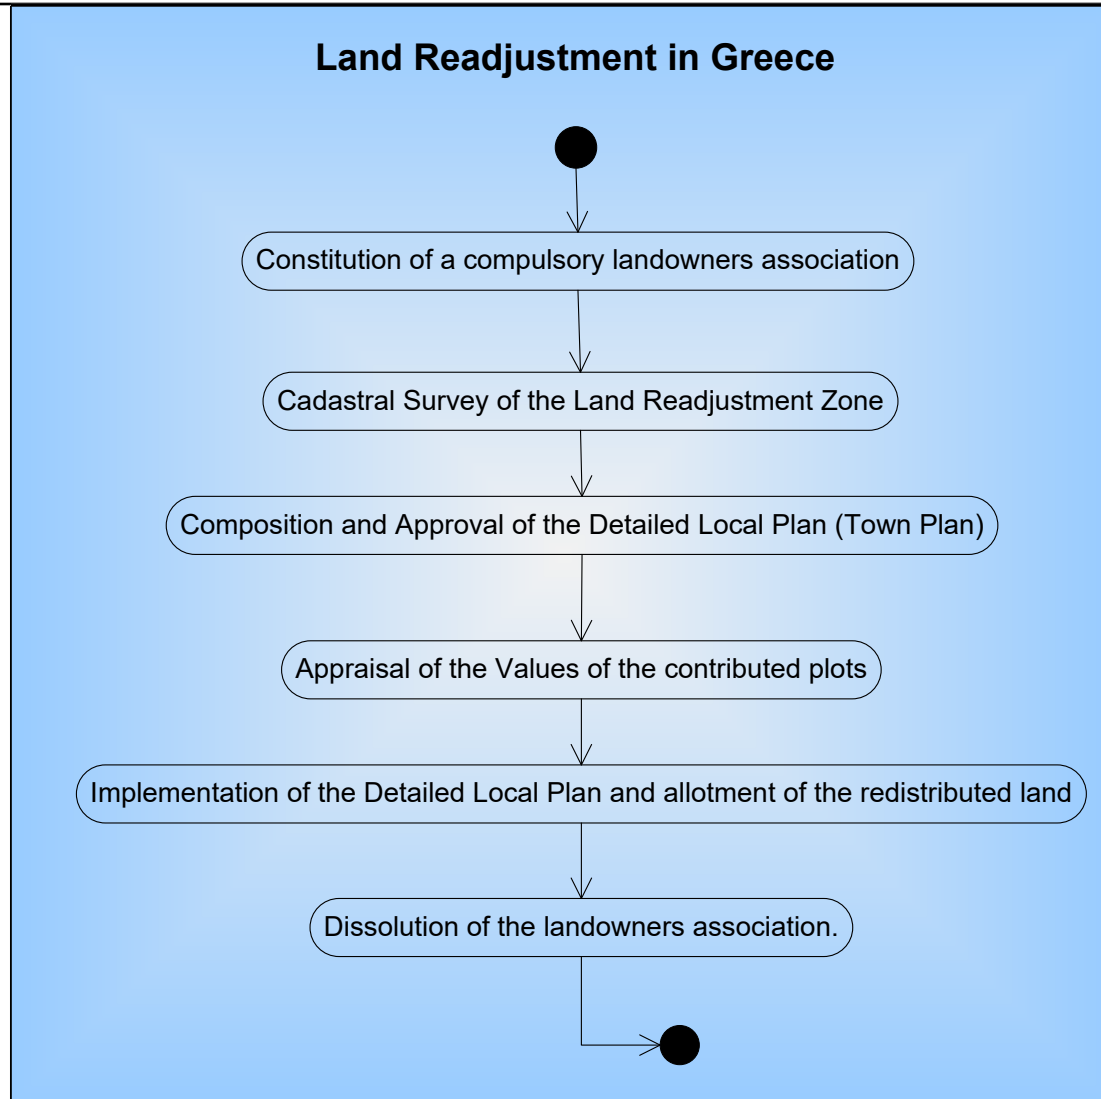 Land Readjustment in Greece
Constitution of a compulsory landowners association
Cadastral Survey of the Land Readjustment Zone
Composition and Approval of the Detailed Local Plan (Town Plan)
Appraisal of the Values of the contributed plots
Implementation of the Detailed Local Plan and allotment of the redistributed land
Dissolution of the landowners association.